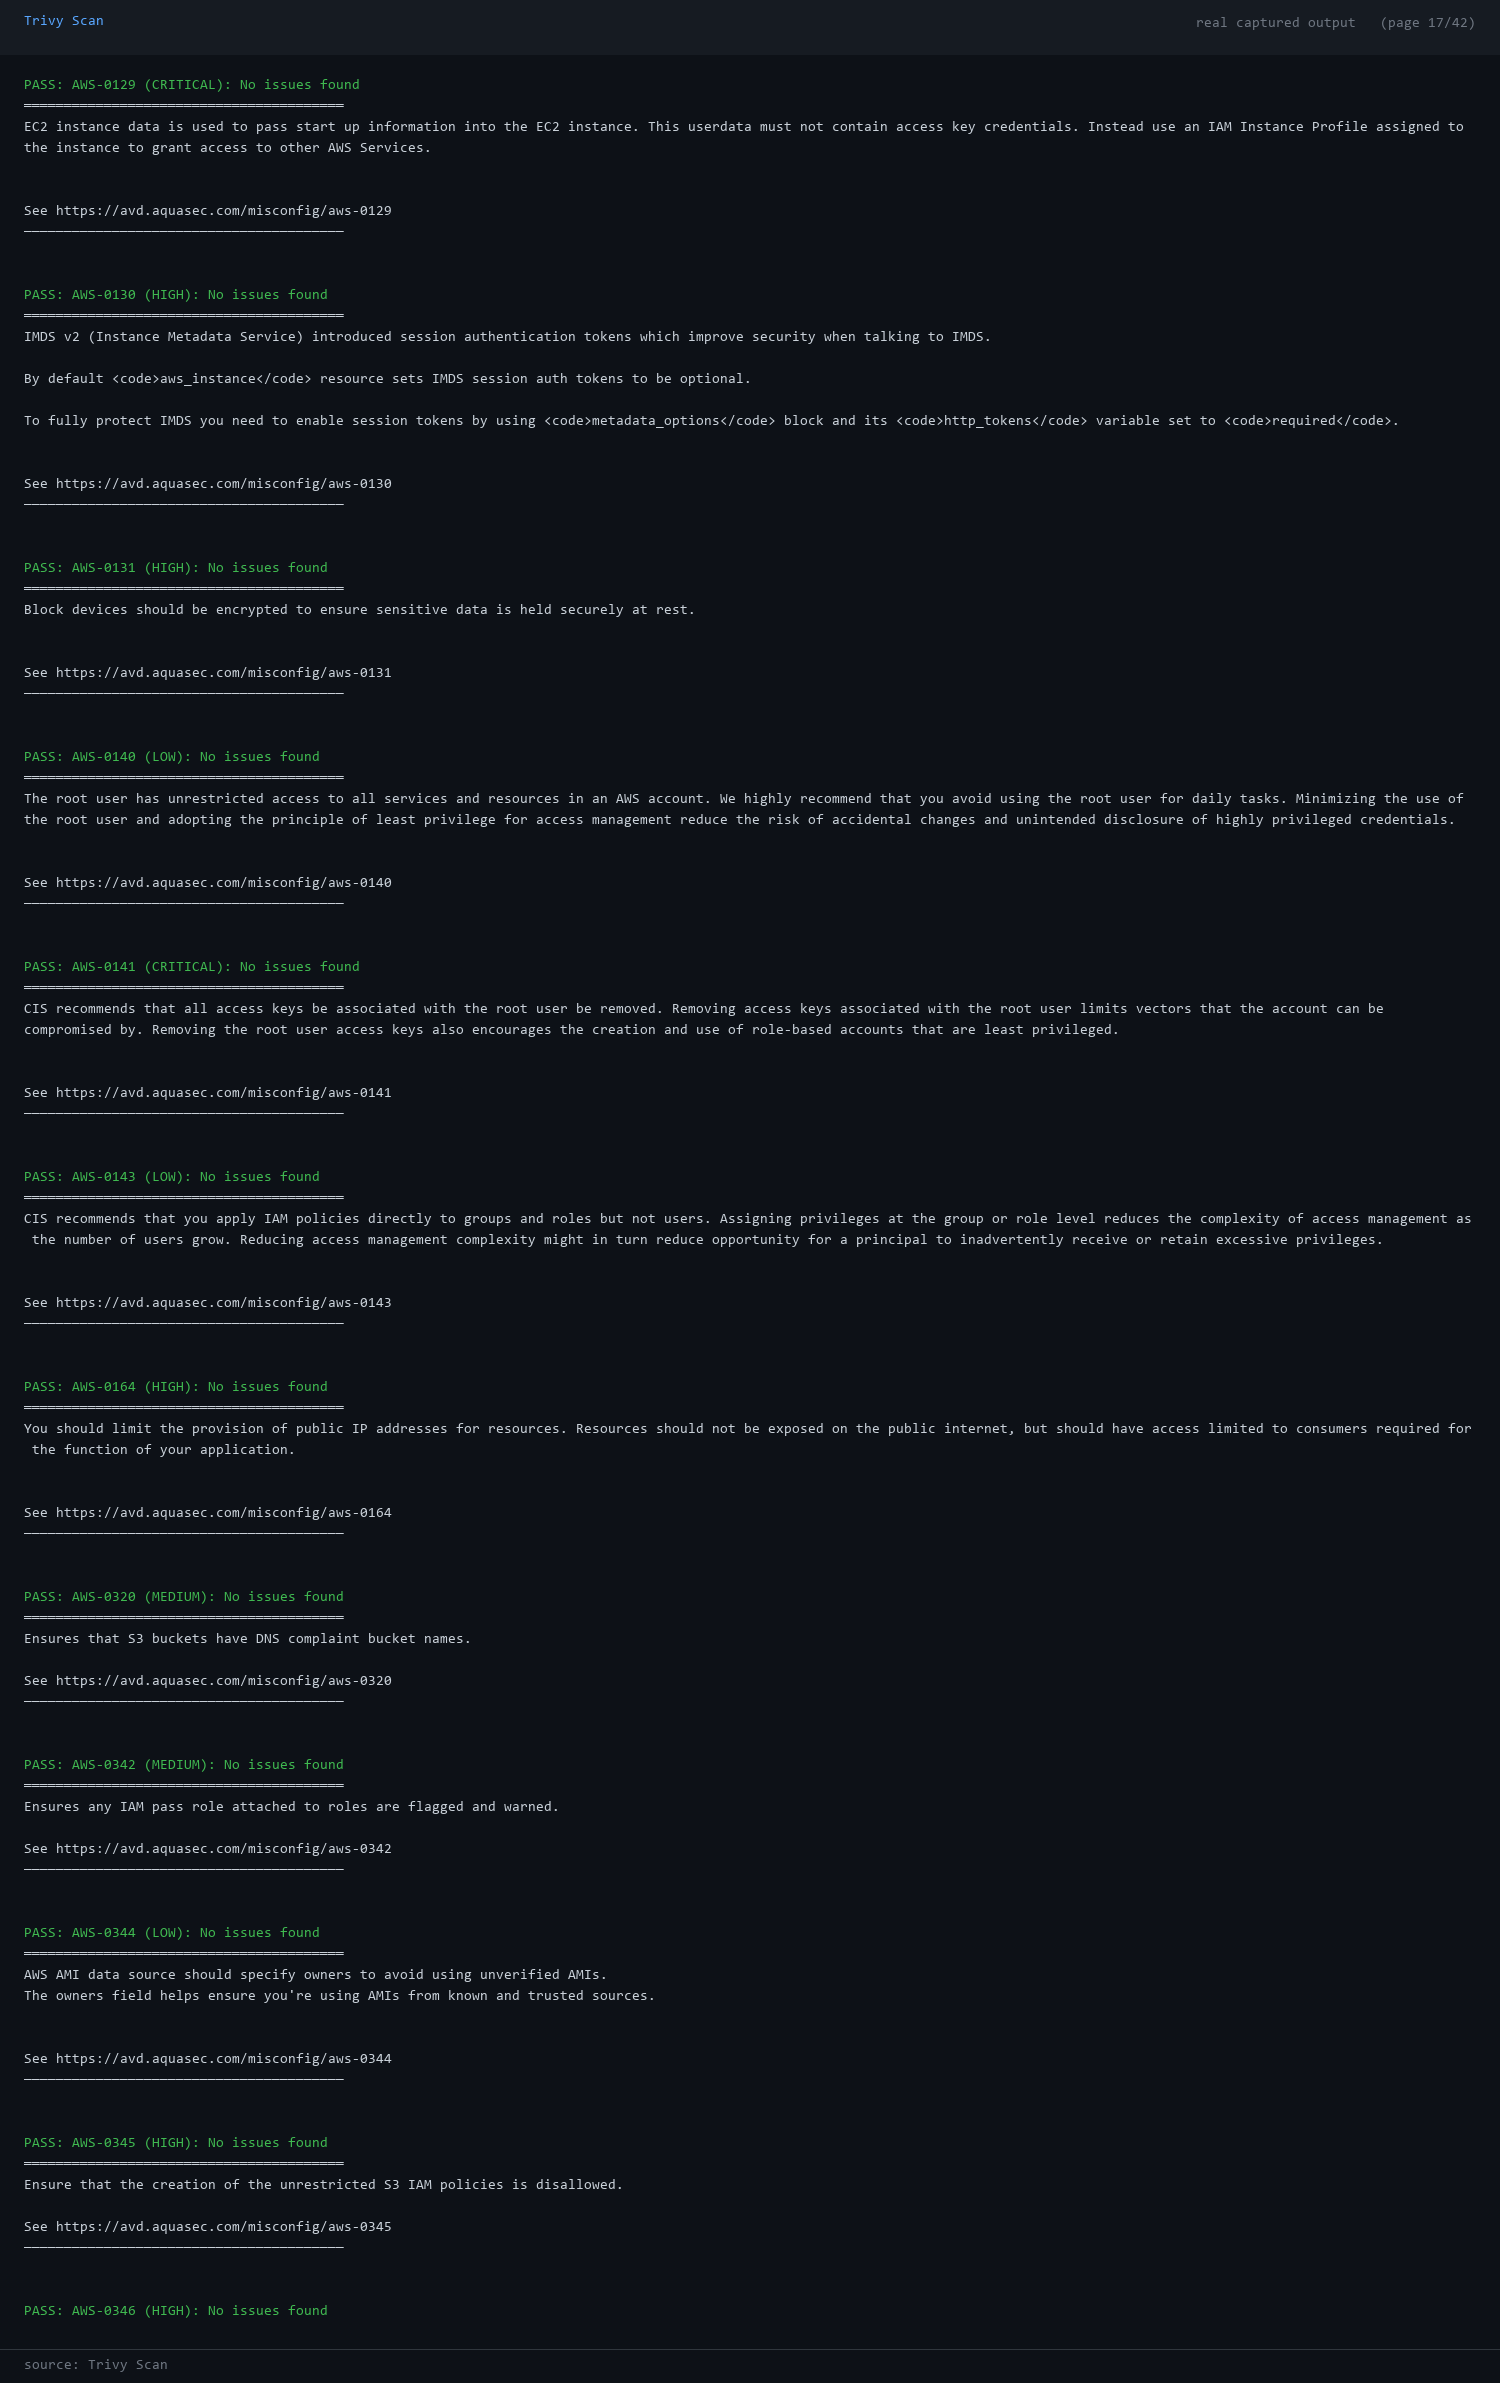 Trivy Scan
real captured output   (page 17/42)
PASS: AWS-0129 (CRITICAL): No issues found
════════════════════════════════════════
EC2 instance data is used to pass start up information into the EC2 instance. This userdata must not contain access key credentials. Instead use an IAM Instance Profile assigned to
the instance to grant access to other AWS Services.
See https://avd.aquasec.com/misconfig/aws-0129
────────────────────────────────────────
PASS: AWS-0130 (HIGH): No issues found
════════════════════════════════════════
IMDS v2 (Instance Metadata Service) introduced session authentication tokens which improve security when talking to IMDS.
By default <code>aws_instance</code> resource sets IMDS session auth tokens to be optional.
To fully protect IMDS you need to enable session tokens by using <code>metadata_options</code> block and its <code>http_tokens</code> variable set to <code>required</code>.
See https://avd.aquasec.com/misconfig/aws-0130
────────────────────────────────────────
PASS: AWS-0131 (HIGH): No issues found
════════════════════════════════════════
Block devices should be encrypted to ensure sensitive data is held securely at rest.
See https://avd.aquasec.com/misconfig/aws-0131
────────────────────────────────────────
PASS: AWS-0140 (LOW): No issues found
════════════════════════════════════════
The root user has unrestricted access to all services and resources in an AWS account. We highly recommend that you avoid using the root user for daily tasks. Minimizing the use of
the root user and adopting the principle of least privilege for access management reduce the risk of accidental changes and unintended disclosure of highly privileged credentials.
See https://avd.aquasec.com/misconfig/aws-0140
────────────────────────────────────────
PASS: AWS-0141 (CRITICAL): No issues found
════════════════════════════════════════
CIS recommends that all access keys be associated with the root user be removed. Removing access keys associated with the root user limits vectors that the account can be
compromised by. Removing the root user access keys also encourages the creation and use of role-based accounts that are least privileged.
See https://avd.aquasec.com/misconfig/aws-0141
────────────────────────────────────────
PASS: AWS-0143 (LOW): No issues found
════════════════════════════════════════
CIS recommends that you apply IAM policies directly to groups and roles but not users. Assigning privileges at the group or role level reduces the complexity of access management as
 the number of users grow. Reducing access management complexity might in turn reduce opportunity for a principal to inadvertently receive or retain excessive privileges.
See https://avd.aquasec.com/misconfig/aws-0143
────────────────────────────────────────
PASS: AWS-0164 (HIGH): No issues found
════════════════════════════════════════
You should limit the provision of public IP addresses for resources. Resources should not be exposed on the public internet, but should have access limited to consumers required for
 the function of your application.
See https://avd.aquasec.com/misconfig/aws-0164
────────────────────────────────────────
PASS: AWS-0320 (MEDIUM): No issues found
════════════════════════════════════════
Ensures that S3 buckets have DNS complaint bucket names.
See https://avd.aquasec.com/misconfig/aws-0320
────────────────────────────────────────
PASS: AWS-0342 (MEDIUM): No issues found
════════════════════════════════════════
Ensures any IAM pass role attached to roles are flagged and warned.
See https://avd.aquasec.com/misconfig/aws-0342
────────────────────────────────────────
PASS: AWS-0344 (LOW): No issues found
════════════════════════════════════════
AWS AMI data source should specify owners to avoid using unverified AMIs.
The owners field helps ensure you're using AMIs from known and trusted sources.
See https://avd.aquasec.com/misconfig/aws-0344
────────────────────────────────────────
PASS: AWS-0345 (HIGH): No issues found
════════════════════════════════════════
Ensure that the creation of the unrestricted S3 IAM policies is disallowed.
See https://avd.aquasec.com/misconfig/aws-0345
────────────────────────────────────────
PASS: AWS-0346 (HIGH): No issues found
source: Trivy Scan